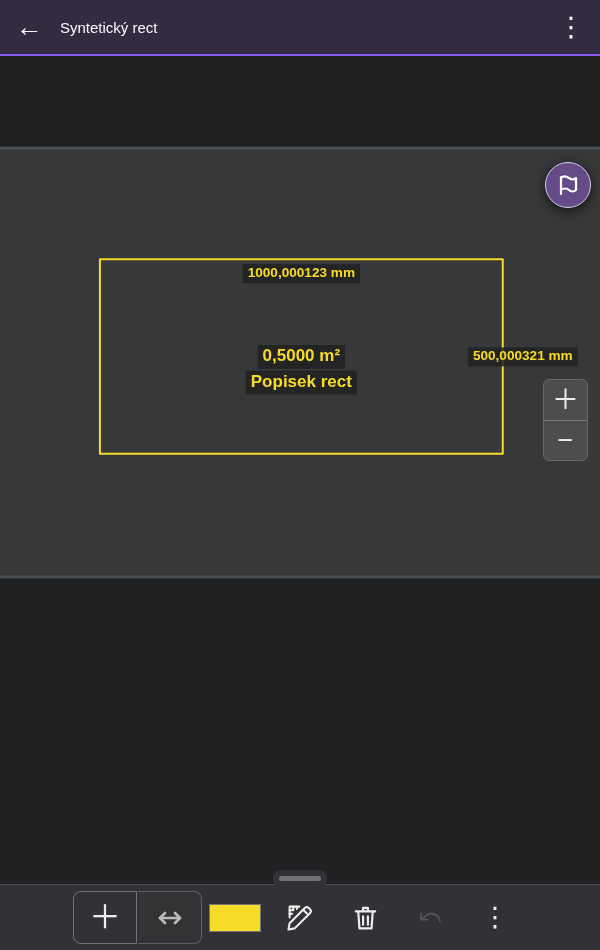 Syntetický rect
1000,000123 mm
0,5000 m²
500,000321 mm
Popisek rect